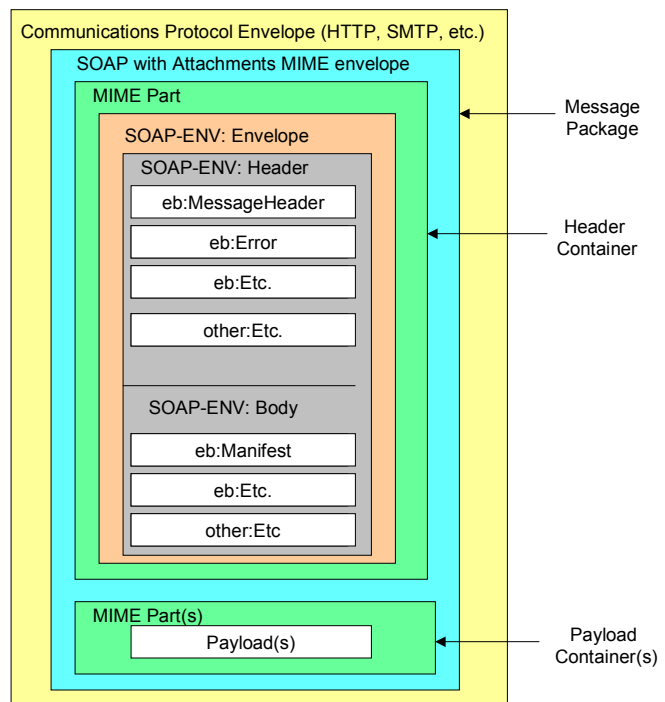 Communications Protocol Envelope (HTTP, SMTP, etc.)
SOAP with Attachments MIME envelope
MIME Part
SOAP-ENV: Envelope
SOAP-ENV: Header
eb:MessageHeader
eb:Error
eb:Etc.
other:Etc.
SOAP-ENV: Body
eb:Manifest
eb:Etc.
other:Etc
MIME Part(s)
Payload(s)
Message
Package
Header
Container
Payload
Container(s)